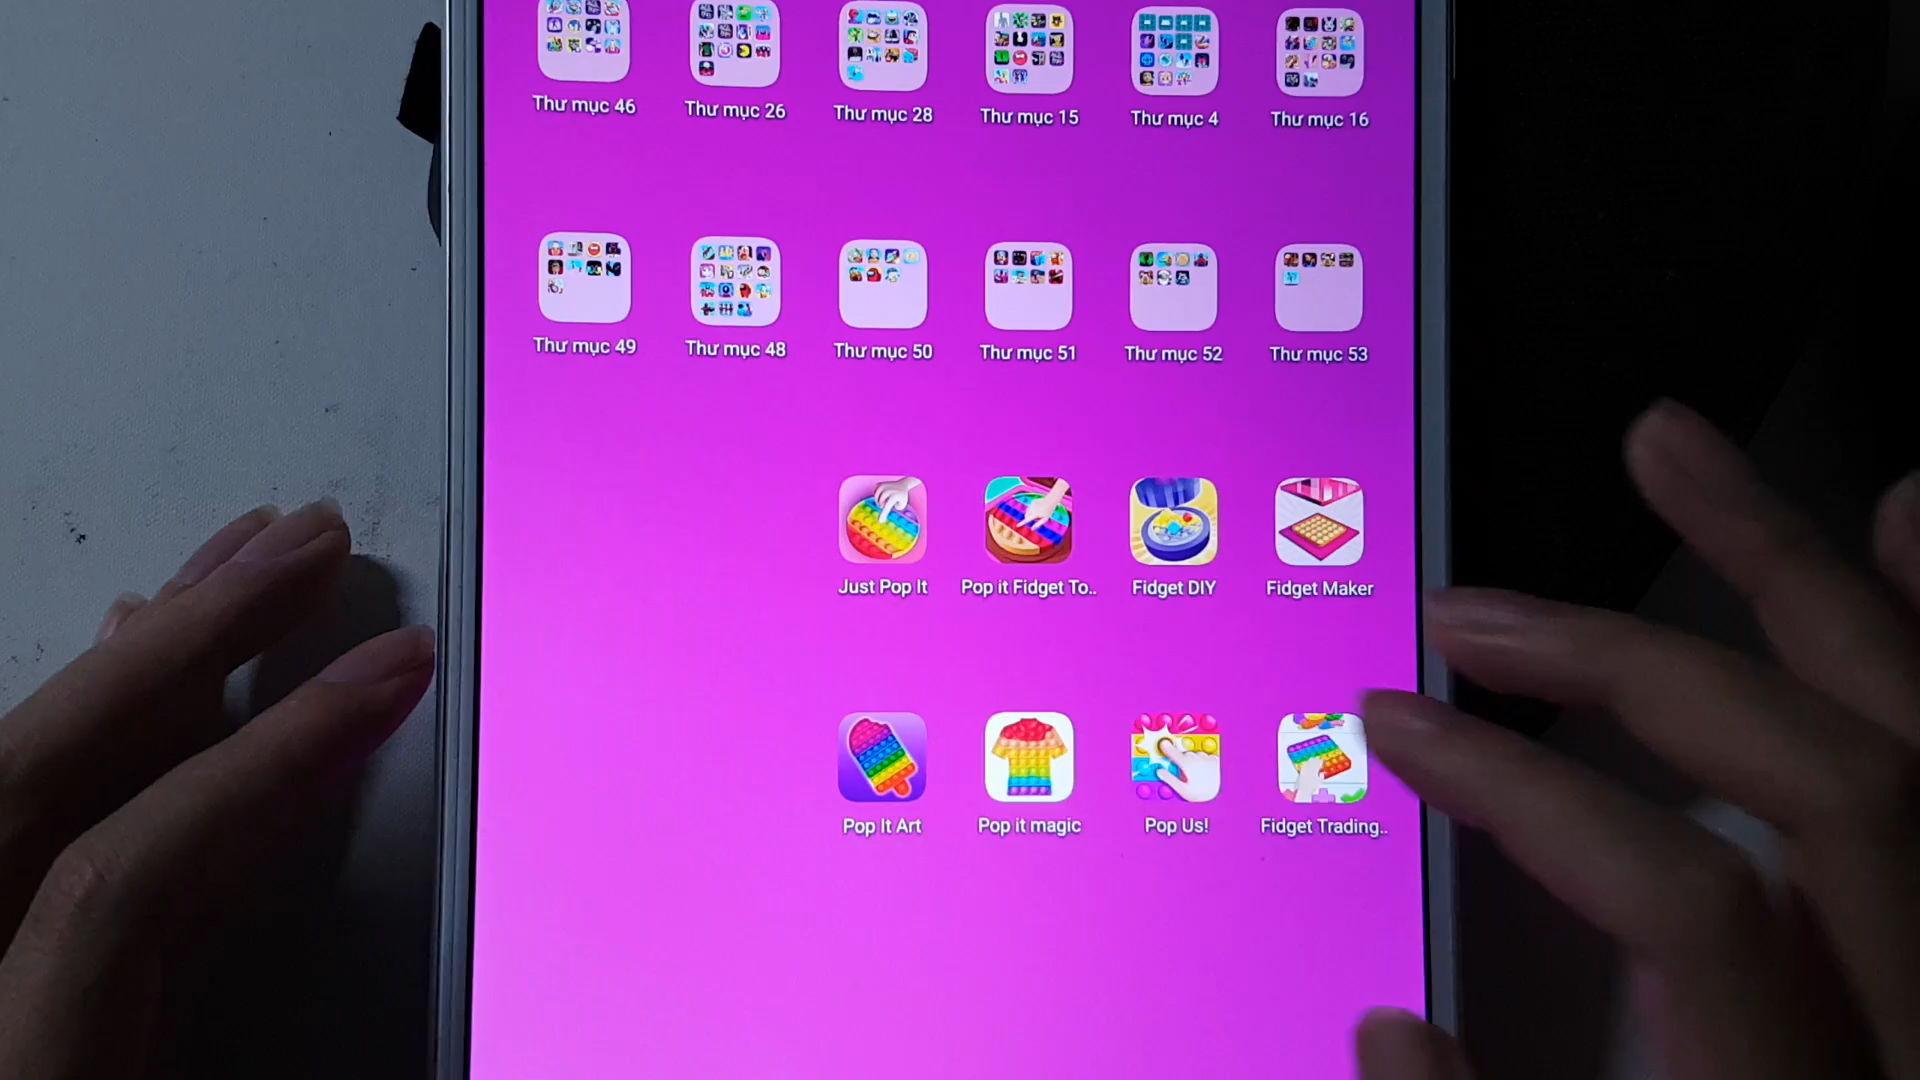 Thư mục 46
Thư mục 26
Thư mục 28
Thư mục 15
Thư mục 4
Thư mục 16
Thư mục 49
Thư mục 48
Thư mục 50
Thư mục 51
Thư mục 52
Thư mục 53
Just Pop It
Pop it Fidget To..
Fidget DIY
Fidget Maker
Pop It Art
Pop it magic
Pop Us!
Fidget Trading..